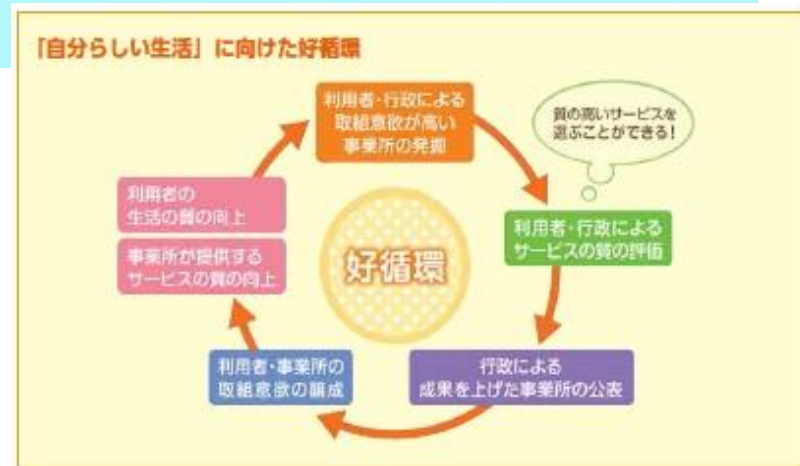 「自分らしい生活」に向けた好循環
利用者・行政による
取組意欲が高い
事業所の発掘
質の高いサービスを
選ぶことができる！
利用者・行政による
サービスの質の評価
行政による
成果を上げた事業所の公表
利用者・事業所の
取組意欲の醸成
利用者の
生活の質の向上
事業所が提供する
サービスの質の向上
好循環